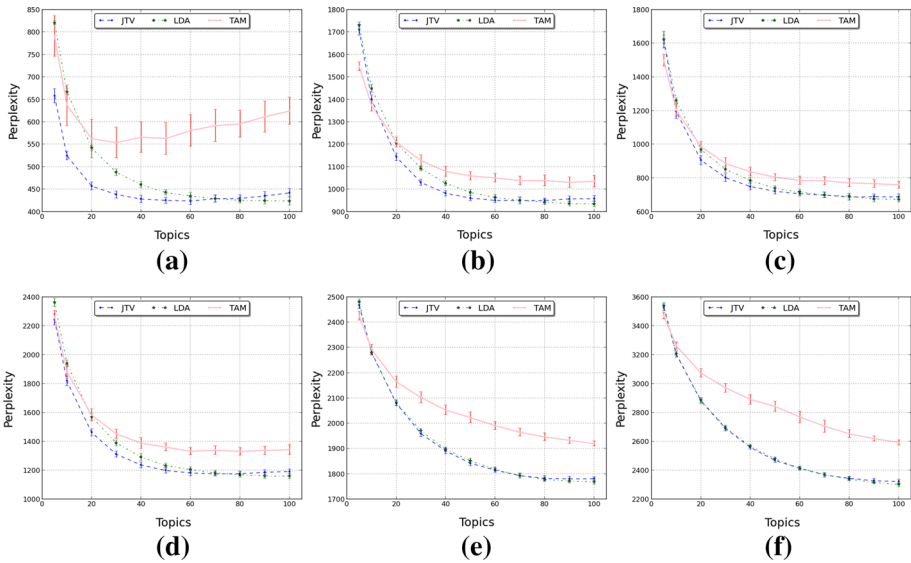 JTV LDA TAM
850
800
750
700
650
600
550
500
450
400
20 40 60 80 100
Perplexity
Topics
(a)
JTV LDA TAM
1800
1700
1600
1500
1400
1300
1200
1100
1000
900
0 20 40 60 80 100
Perplexity
Topics
(b)
JTV LDA TAM
1800
1600
1400
1200
1000
800
600
0 20 40 60 80 100
Perplexity
Topics
(c)
JTV LDA TAM
2400
2200
2000
1800
1600
1400
1200
1000
0 20 40 60 80 100
Perplexity
Topics
(d)
JTV LDA TAM
2500
2400
2300
2200
2100
2000
1900
1800
1700
0 20 40 60 80 100
Perplexity
Topics
(e)
JTV LDA TAM
3600
3400
3200
3000
2800
2600
2400
2200
0 20 40 60 80 100
Perplexity
Topics
(f)